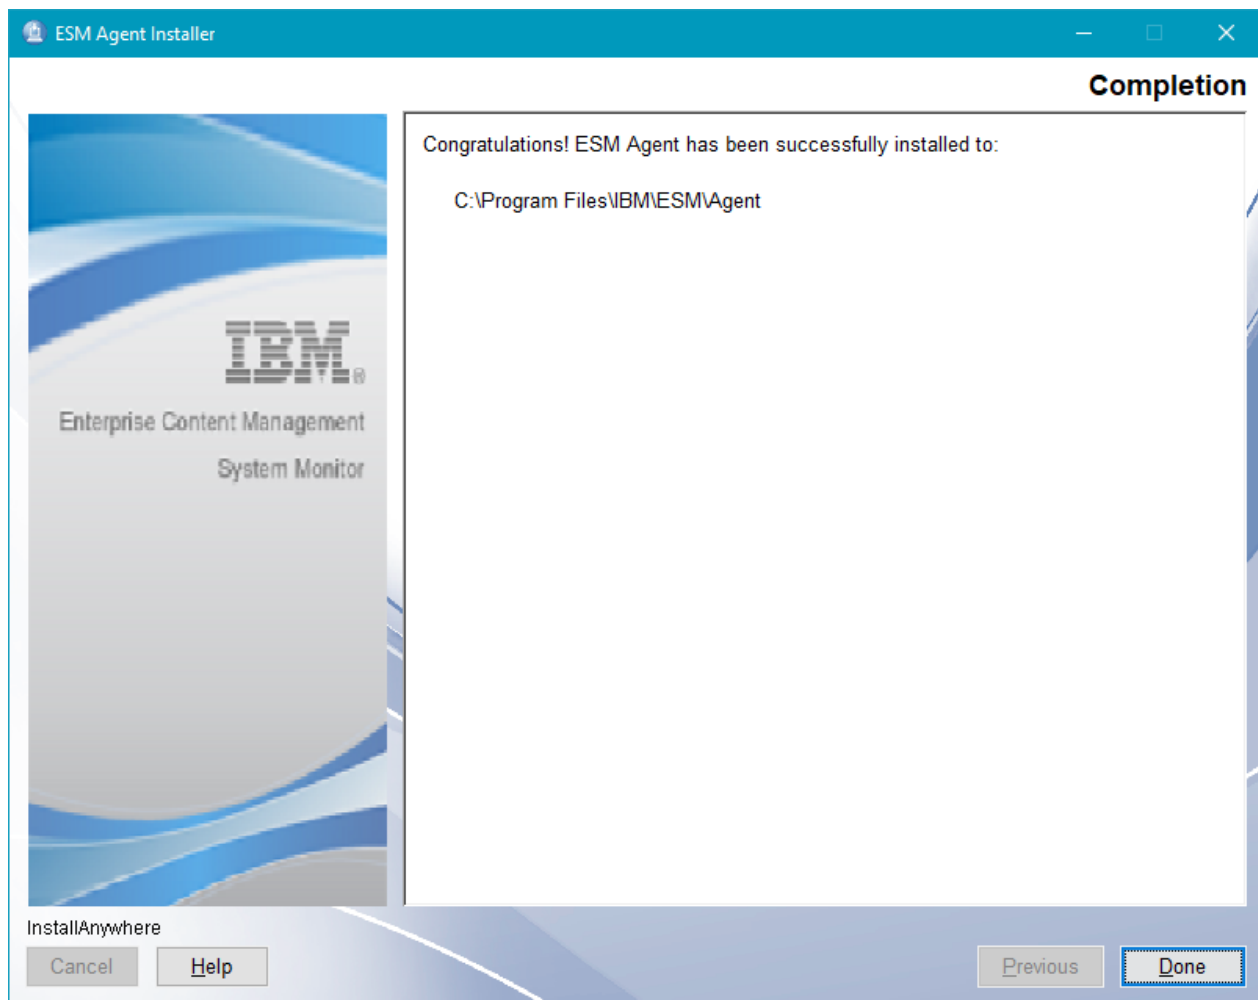 ESM Agent Installer
Completion
Congratulations! ESM Agent has been successfully installed to:
C:\Program Files\IBM\ESM\Agent
IBM®
Enterprise Content Management
System Monitor
InstallAnywhere
Cancel Help Previous Done